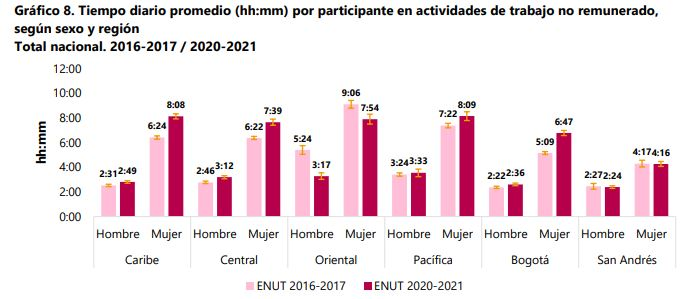 Gráfico 8. Tiempo diario promedio (hh:mm) por participante en actividades de trabajo no remunerado,
según sexo y región
Total nacional. 2016-2017 / 2020-2021
12:00
10:00
8:00
6:00
4:00
2:00
0:00
hh:mm
2:31 2:49 6:24 8:08 2:46 3:12 6:22 7:39 5:24 3:17 9:06 7:54 3:24 3:33 7:22 8:09 2:22 2:36 5:09 6:47 2:27 2:24 4:17 4:16
Hombre Mujer Hombre Mujer Hombre Mujer Hombre Mujer Hombre Mujer Hombre Mujer
Caribe Central Oriental Pacífica Bogotá San Andrés
ENUT 2016-2017 ENUT 2020-2021